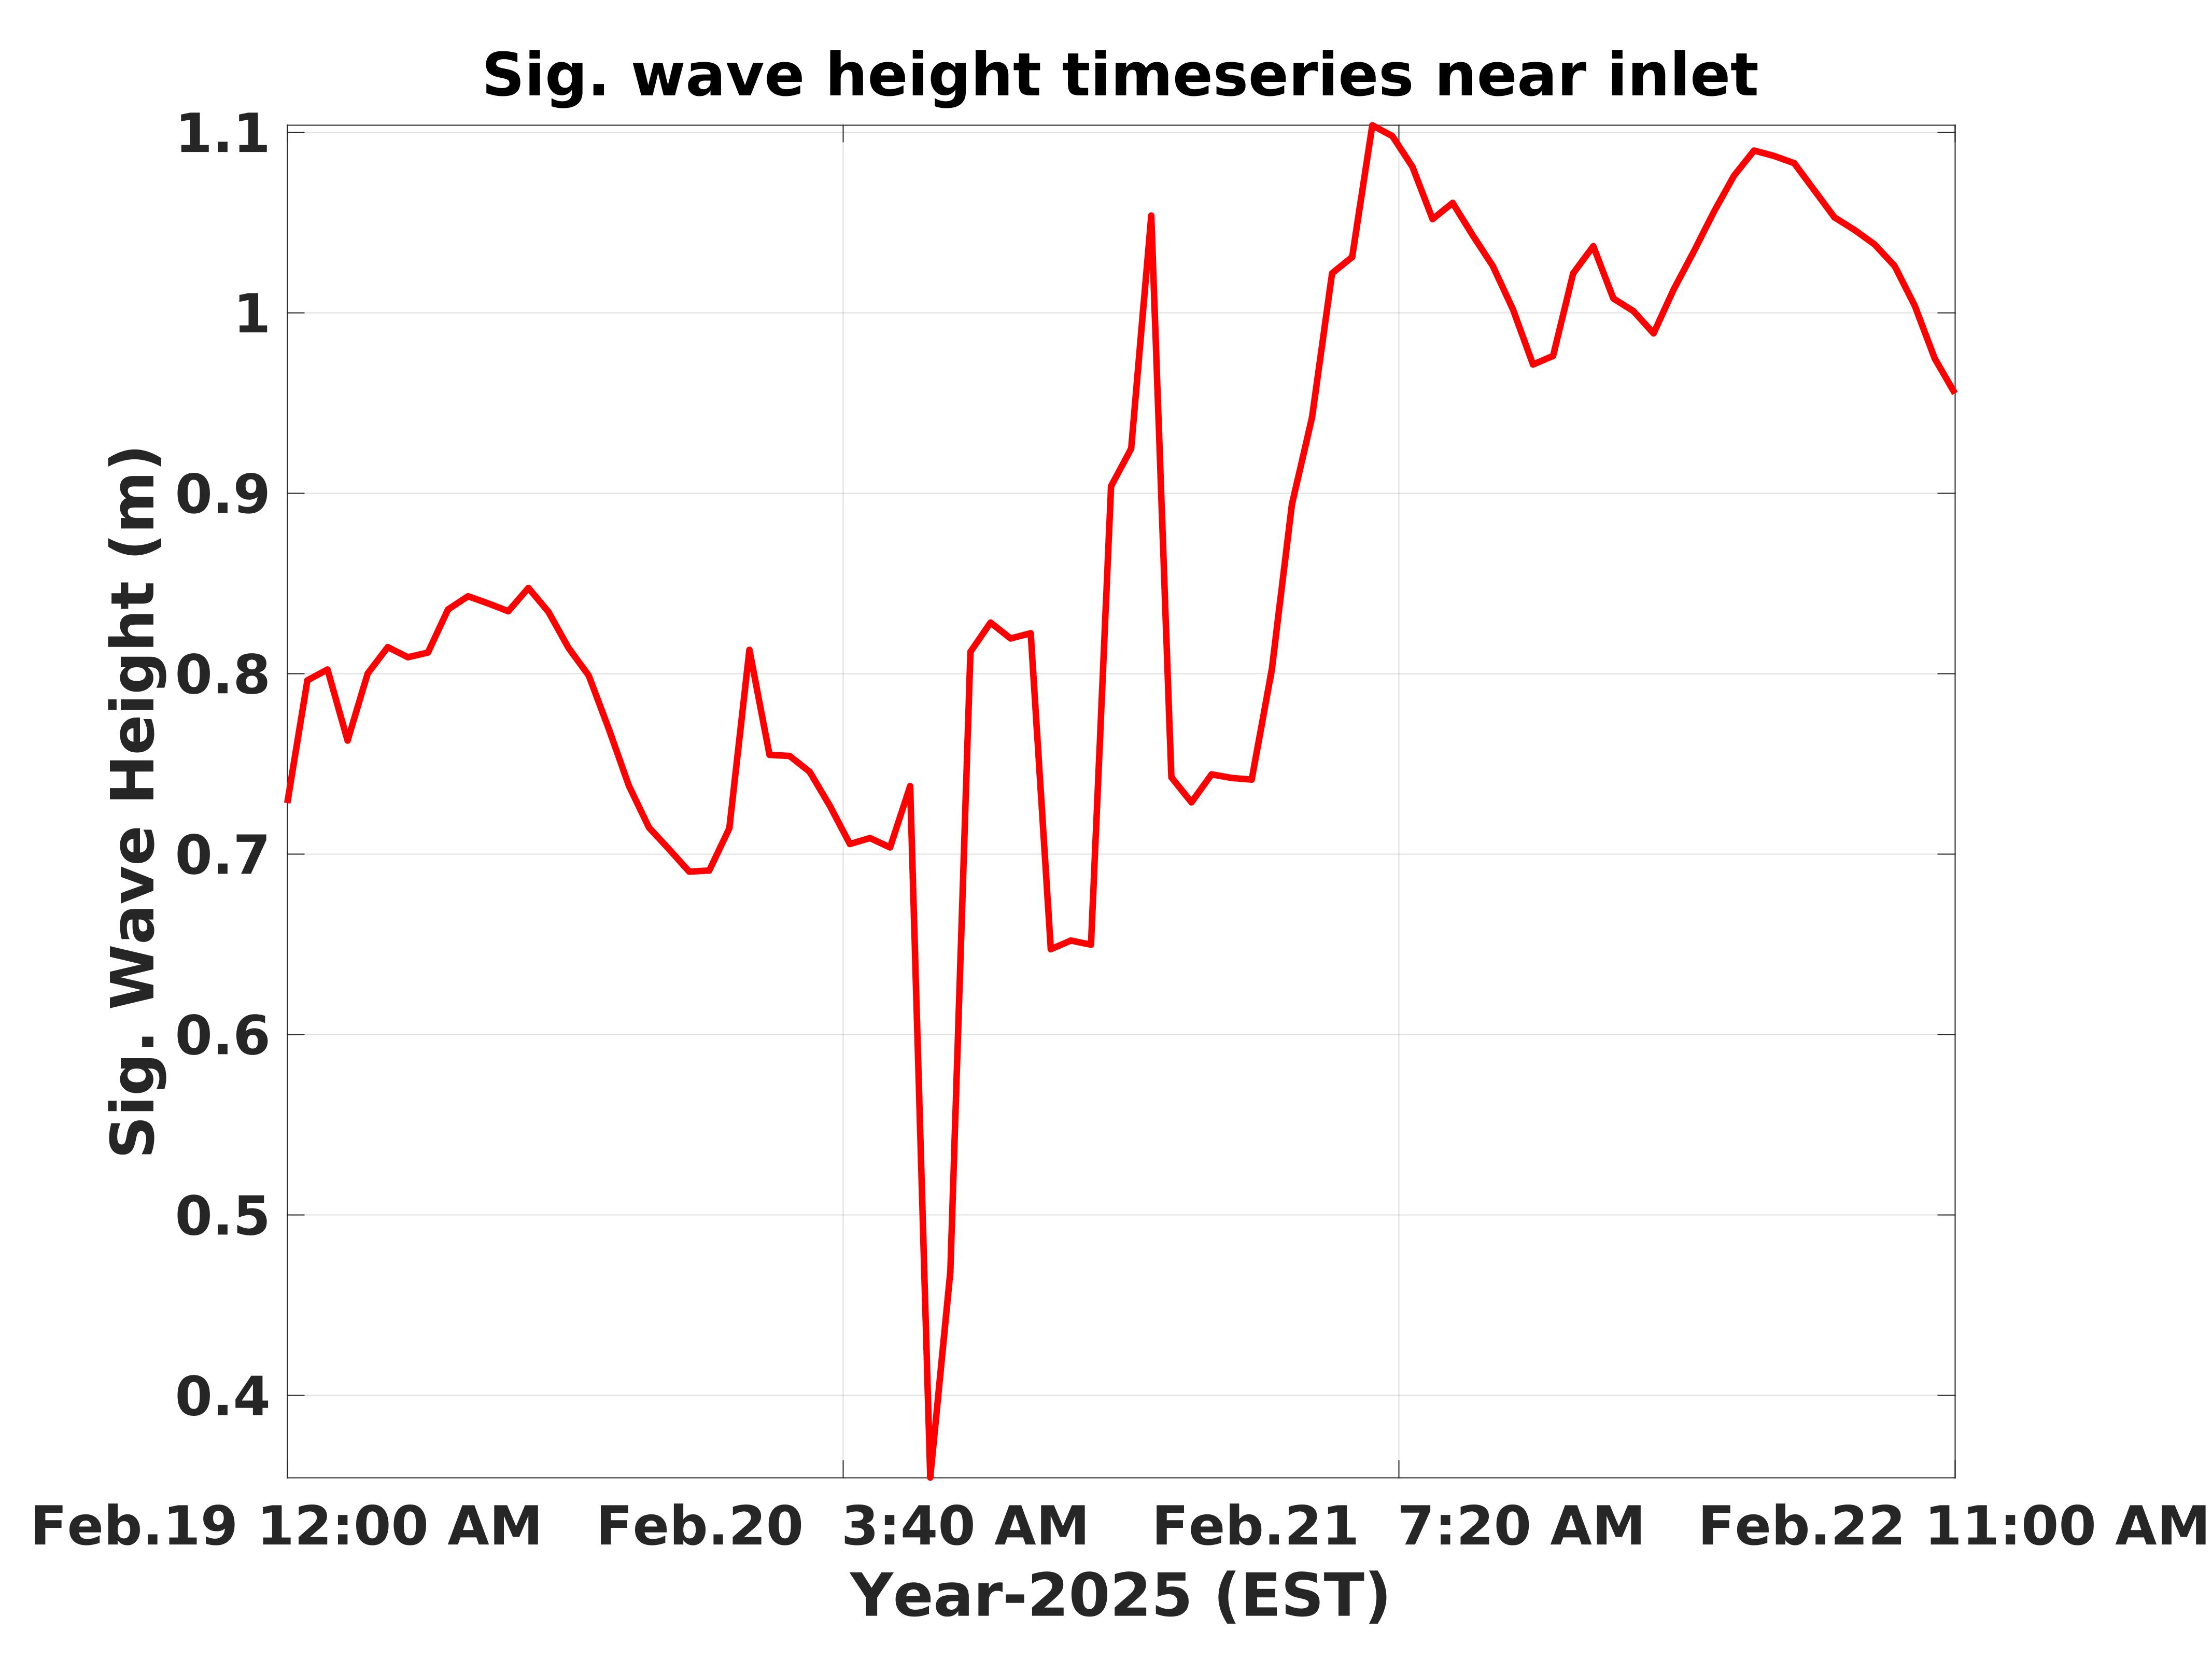 Sig. wave height timeseries near inlet
1.1
1
0.9
0.8
0.7
0.6
0.5
0.4
Sig. Wave Height (m)
Feb.19 12:00 AM Feb.20 3:40 AM Feb.21 7:20 AM Feb.22 11:00 AM
Year-2025 (EST)